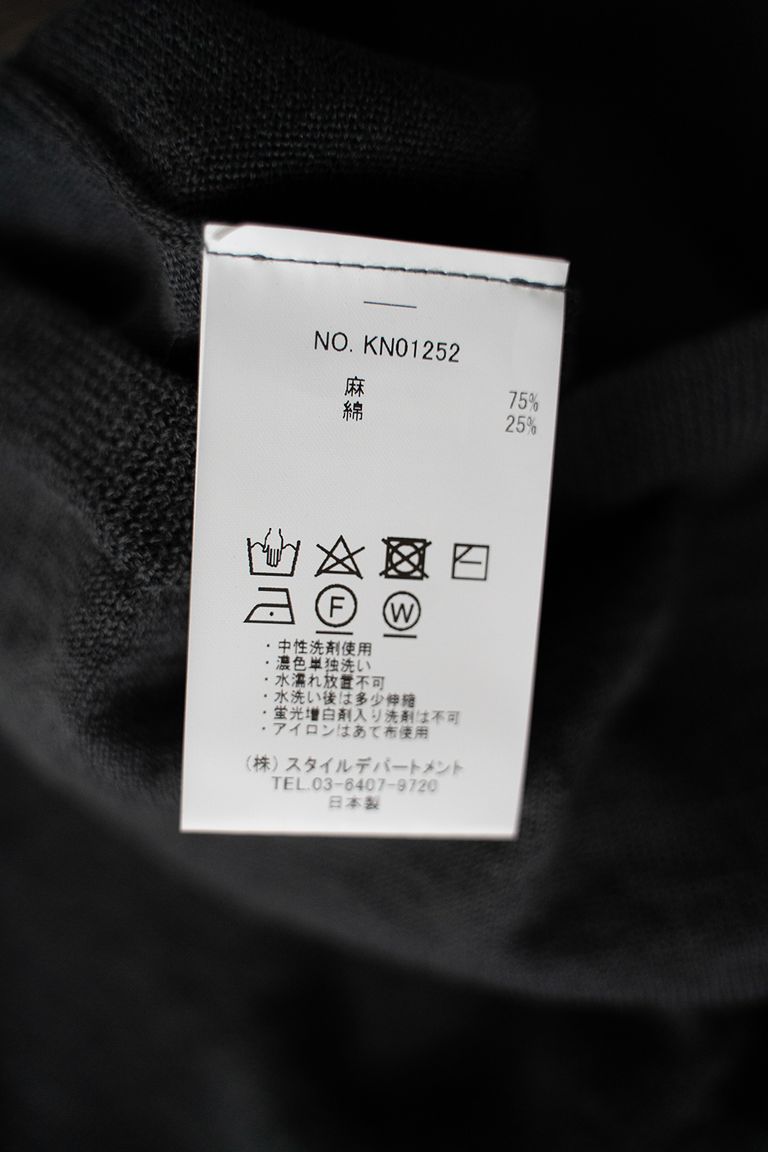 NO. KN01252
麻 75%
綿 25%
F W
・中性洗剤使用
・濃色単独洗い
・水濡れ放置不可
・水洗い後は多少伸縮
・蛍光増白剤入り洗剤は不可
・アイロンはあて布使用
(株)スタイルデパートメント
TEL.03-6407-9720
日本製